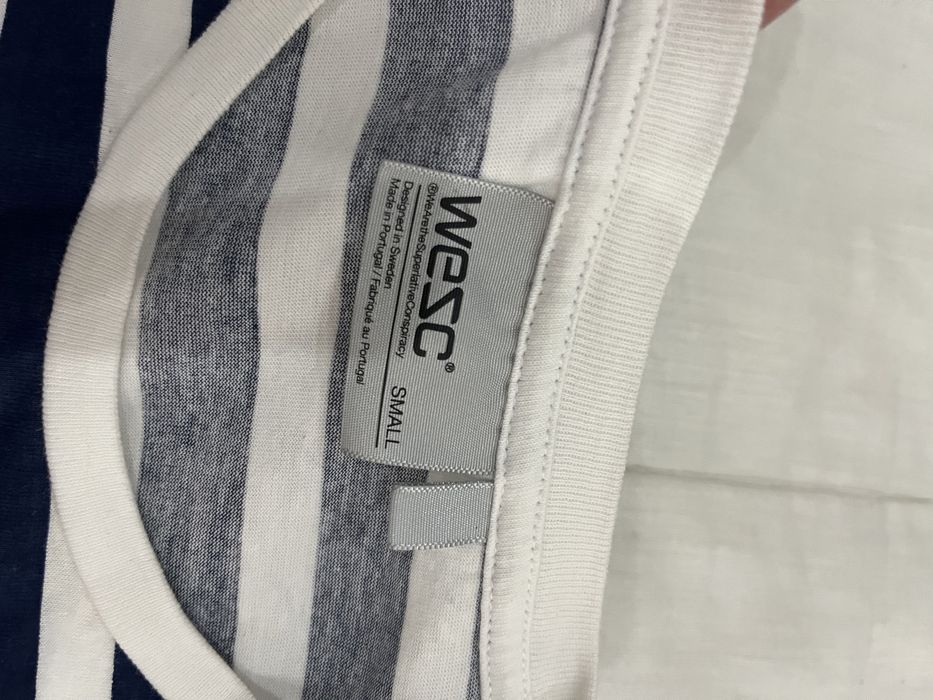 wesc®
®WeAretheSuperlativeConspiracy
SMALL
Designed in Sweden
Made in Portugal / Fabriqué au Portugal